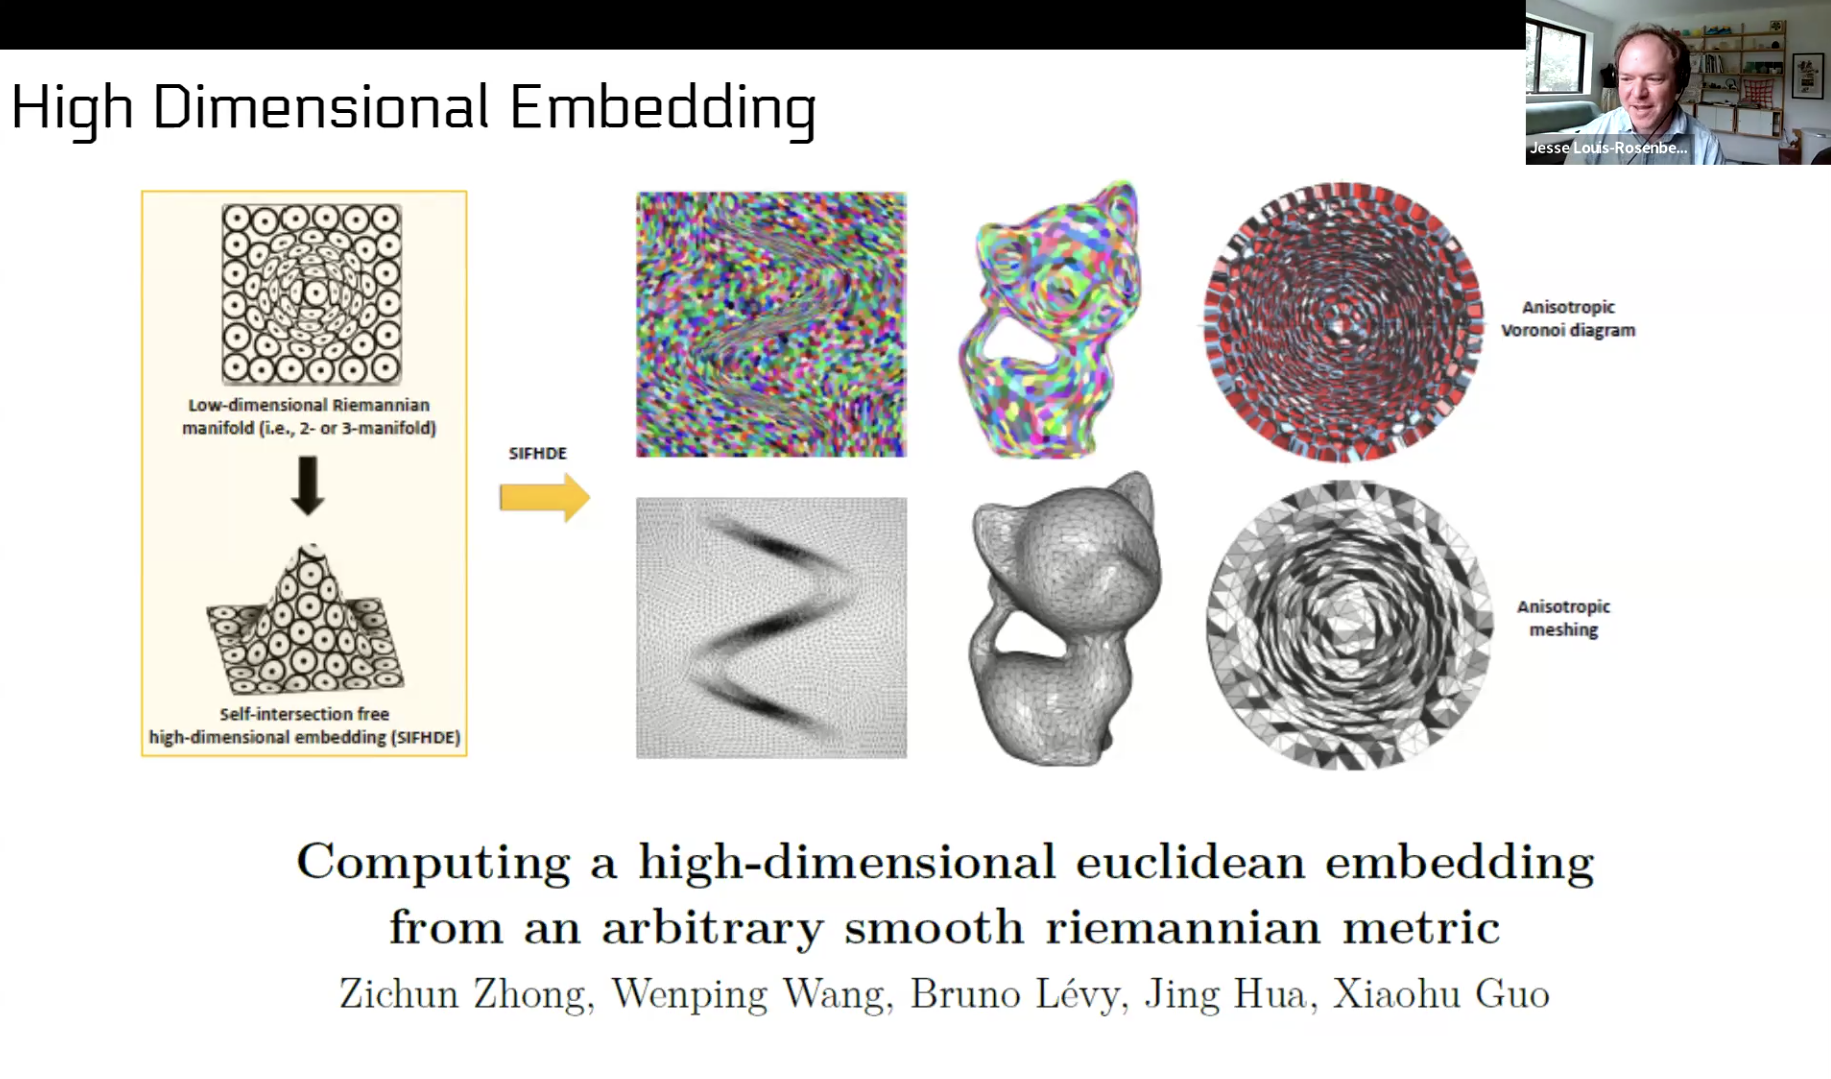 High Dimensional Embedding
Jesse Louis-Rosenbe...
Low-dimensional Riemannian
manifold (i.e., 2- or 3-manifold)
Self-intersection free
high-dimensional embedding (SIFHDE)
SIFHDE
Anisotropic
Voronoi diagram
Anisotropic
meshing
Computing a high-dimensional euclidean embedding
from an arbitrary smooth riemannian metric
Zichun Zhong, Wenping Wang, Bruno Lévy, Jing Hua, Xiaohu Guo